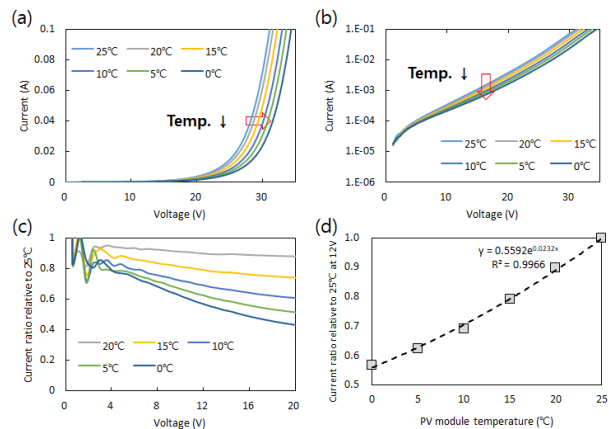 (a)
0.1
0.08
0.06
0.04
0.02
0
Current (A)
25℃ 20℃ 15℃
10℃ 5℃ 0℃
Temp. ↓
0 10 20 30
Voltage (V)
(b)
1.E-01
1.E-02
1.E-03
1.E-04
1.E-05
1.E-06
Current (A)
Temp. ↓
25℃ 20℃ 15℃
10℃ 5℃ 0℃
0 10 20 30
Voltage (V)
(c)
1
0.8
0.6
0.4
0.2
0
Current ratio relative to 25℃
20℃ 15℃ 10℃
5℃ 0℃
0 4 8 12 16 20
Voltage (V)
(d)
1.0
0.9
0.8
0.7
0.6
0.5
Current ratio relative to 25℃ at 12V
y = 0.5592e^0.0232x
R² = 0.9966
0 5 10 15 20 25
PV module temperature (℃)